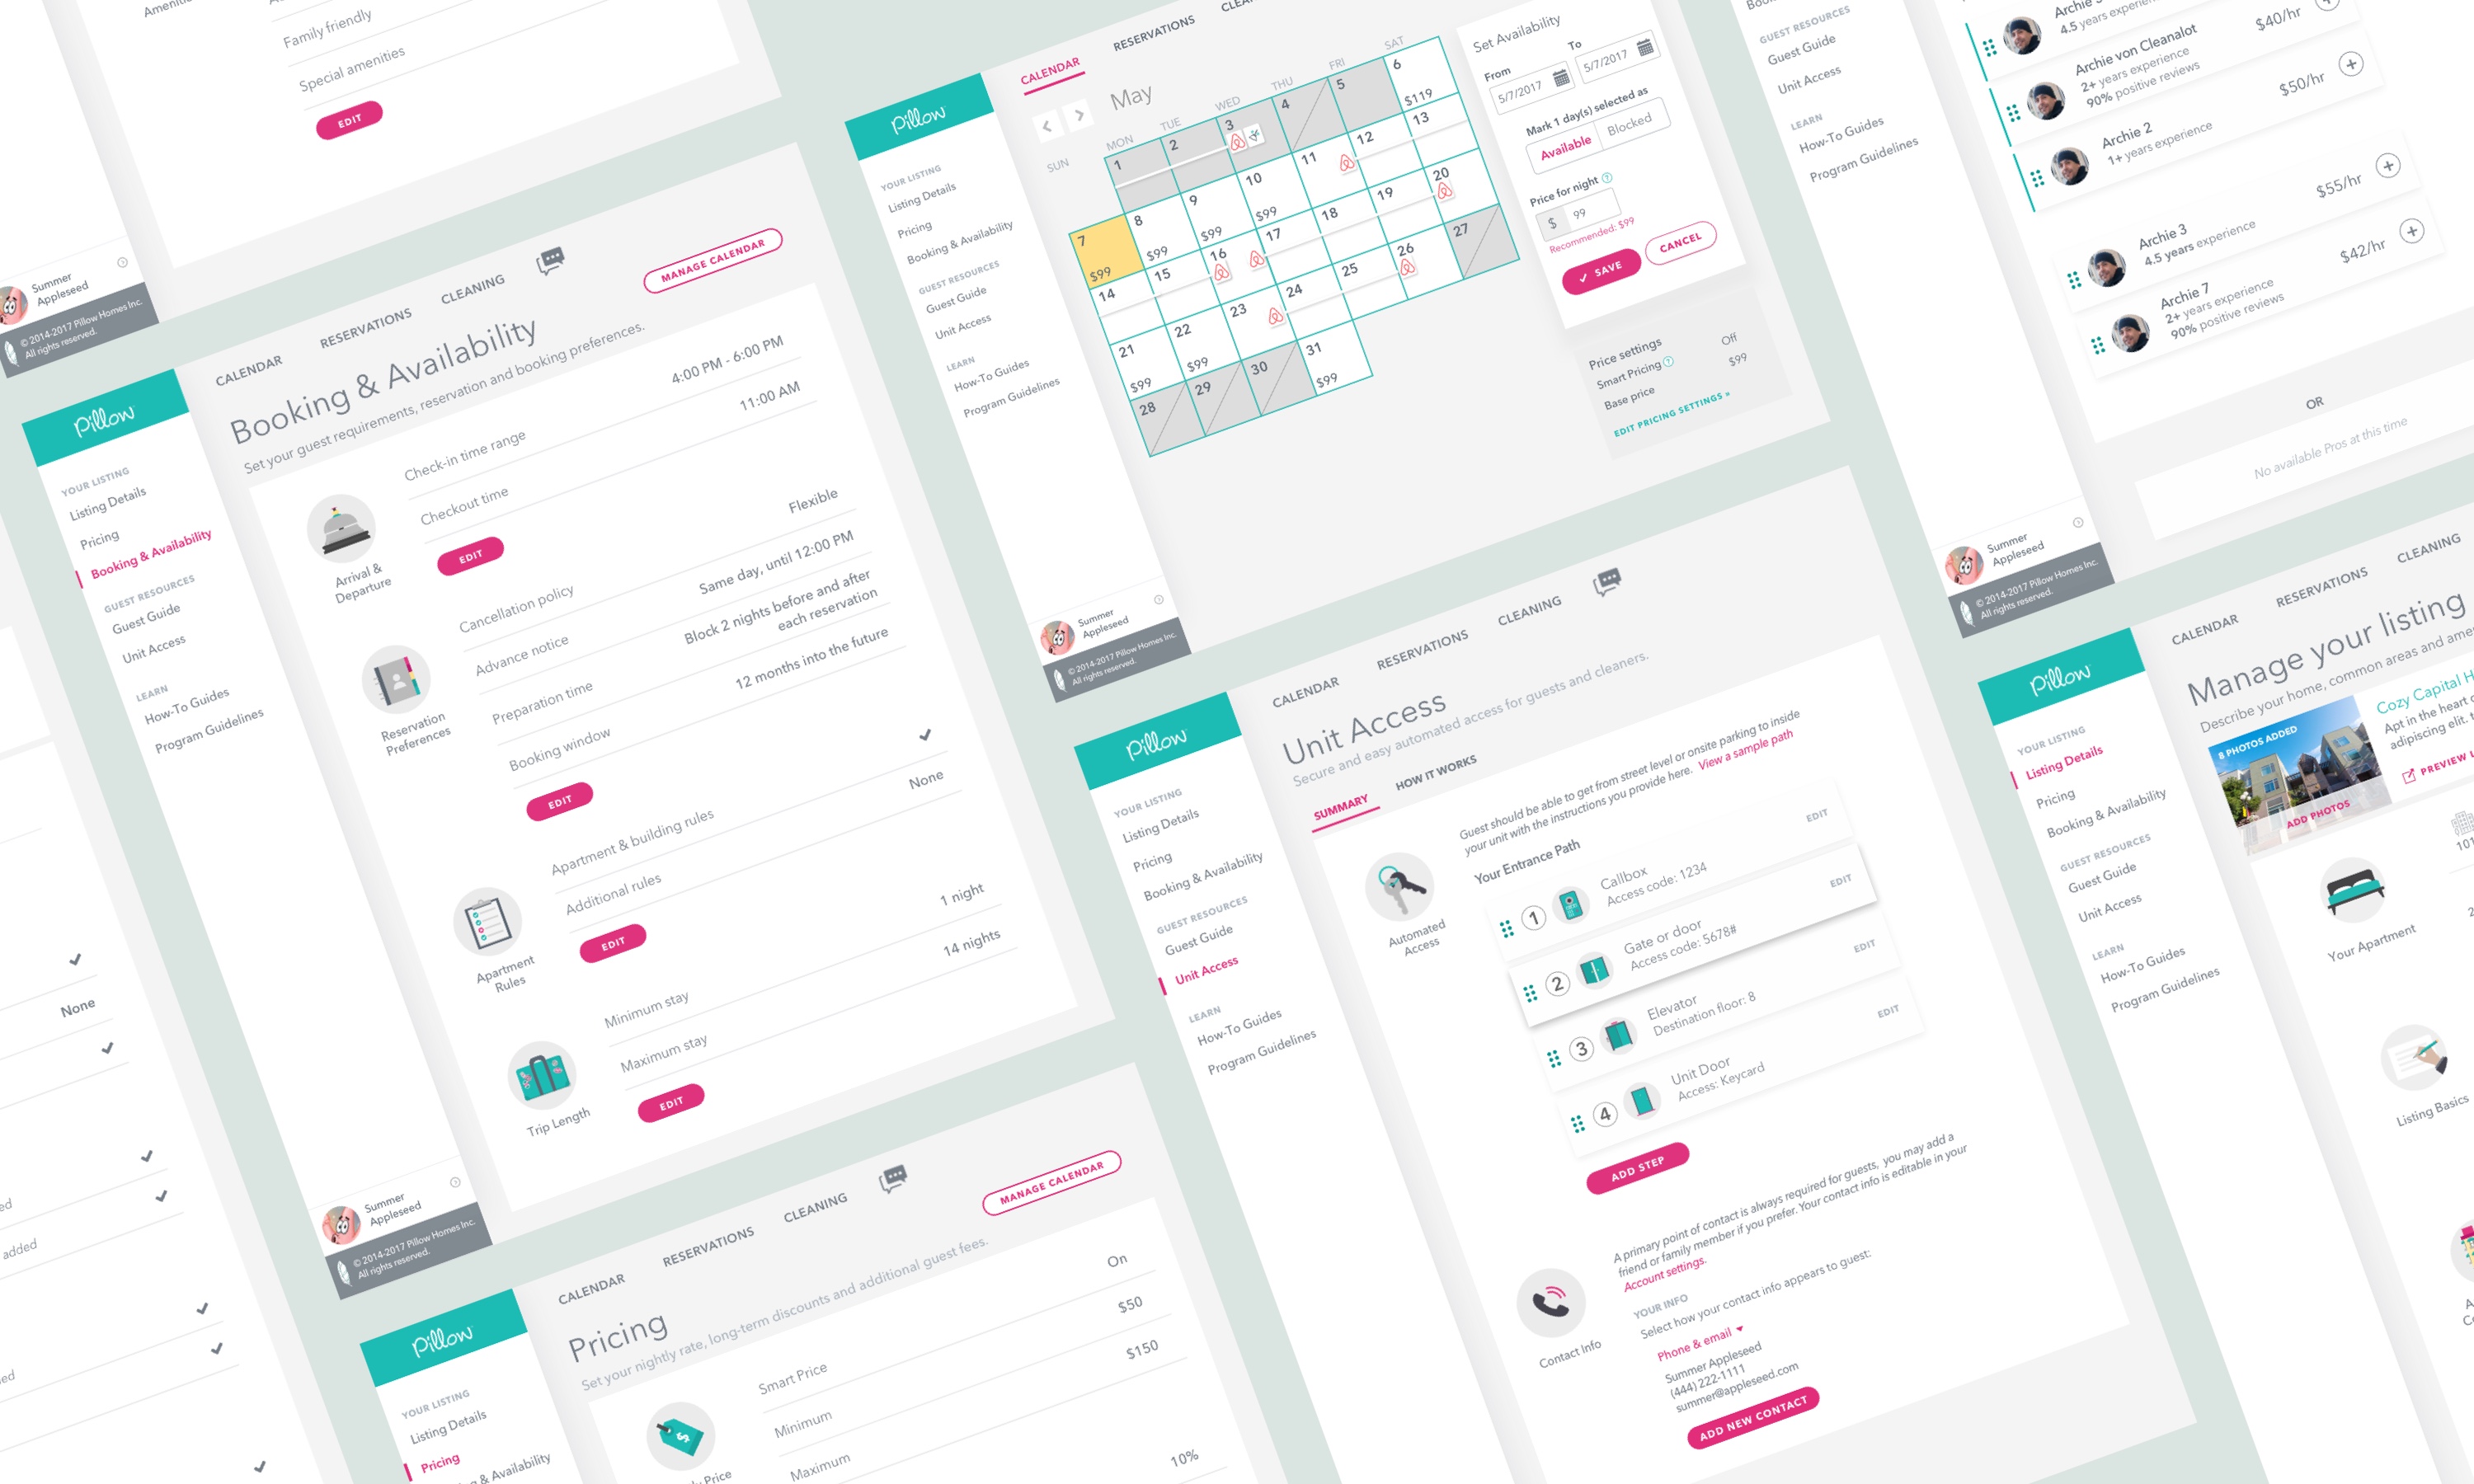 Family friendly
Special amenities
EDIT
Summer
Appleseed
© 2014-2017 Pillow Homes Inc.
All rights reserved.
None
added
Pillow
YOUR LISTING
Listing Details
Pricing
Booking & Availability
GUEST RESOURCES
Guest Guide
Unit Access
LEARN
How-To Guides
Program Guidelines
Summer
Appleseed
© 2014-2017 Pillow Homes Inc.
All rights reserved.
CALENDAR
RESERVATIONS
CLEANING
MANAGE CALENDAR
Booking & Availability
Set your guest requirements, reservation and booking preferences.
Arrival &
Departure
Check-in time range
4:00 PM - 6:00 PM
Checkout time
11:00 AM
EDIT
Reservation
Preferences
Cancellation policy
Flexible
Advance notice
Same day, until 12:00 PM
Preparation time
Block 2 nights before and after
each reservation
Booking window
12 months into the future
EDIT
Apartment
Rules
Apartment & building rules
Additional rules
None
EDIT
Trip Length
Minimum stay
1 night
Maximum stay
14 nights
EDIT
Pillow
YOUR LISTING
Listing Details
Pricing
& Availability
CALENDAR
RESERVATIONS
CLEANING
MANAGE CALENDAR
Pricing
Set your nightly rate, long-term discounts and additional guest fees.
Price
Smart Price
On
Minimum
$50
Maximum
$150
10%
Pillow
YOUR LISTING
Listing Details
Pricing
Booking & Availability
GUEST RESOURCES
Guest Guide
Unit Access
LEARN
How-To Guides
Program Guidelines
Summer
Appleseed
© 2014-2017 Pillow Homes Inc.
All rights reserved.
CALENDAR
RESERVATIONS
May
SUN
MON
TUE
WED
THU
FRI
SAT
1
2
3
4
5
6
$119
7
$99
8
$99
9
$99
10
$99
11
12
13
14
15
16
17
18
19
20
21
$99
22
$99
23
24
25
26
27
28
29
30
31
$99
Set Availability
From
To
5/7/2017
5/7/2017
Mark 1 day(s) selected as
Available
Blocked
Price for night
$
99
Recommended: $99
SAVE
CANCEL
Price settings
Smart Pricing
Off
Base price
$99
EDIT PRICING SETTINGS »
Pillow
YOUR LISTING
Listing Details
Pricing
Booking & Availability
GUEST RESOURCES
Guest Guide
Unit Access
LEARN
How-To Guides
Program Guidelines
CALENDAR
RESERVATIONS
CLEANING
Unit Access
Secure and easy automated access for guests and cleaners.
SUMMARY
HOW IT WORKS
Automated
Access
Guest should be able to get from street level or onsite parking to inside
your unit with the instructions you provide here. View a sample path
Your Entrance Path
1
Callbox
Access code: 1234
EDIT
2
Gate or door
Access code: 5678#
EDIT
3
Elevator
Destination floor: 8
EDIT
4
Unit Door
Access: Keycard
EDIT
ADD STEP
Contact Info
A primary point of contact is always required for guests, you may add a
friend or family member if you prefer. Your contact info is editable in your
Account settings.
YOUR INFO
Select how your contact info appears to guest:
Phone & email
Summer Appleseed
(444) 222-1111
summer@appleseed.com
ADD NEW CONTACT
GUEST RESOURCES
Guest Guide
Unit Access
LEARN
How-To Guides
Program Guidelines
Summer
Appleseed
© 2014-2017 Pillow Homes Inc.
All rights reserved.
Archie
4.5 years experience
$40/hr
Archie von Cleanalot
2+ years experience
90% positive reviews
$50/hr
Archie 2
1+ years experience
$55/hr
Archie 3
4.5 years experience
$42/hr
Archie 7
2+ years experience
90% positive reviews
OR
No available Pros at this time
Pillow
YOUR LISTING
Listing Details
Pricing
Booking & Availability
GUEST RESOURCES
Guest Guide
Unit Access
LEARN
How-To Guides
Program Guidelines
CALENDAR
RESERVATIONS
CLEANING
Manage your listing
Describe your home, common areas and
8 PHOTOS ADDED
ADD PHOTOS
Cozy Capital
Apt in the heart
adipiscing elit.
PREVIEW
Your Apartment
Listing Basics